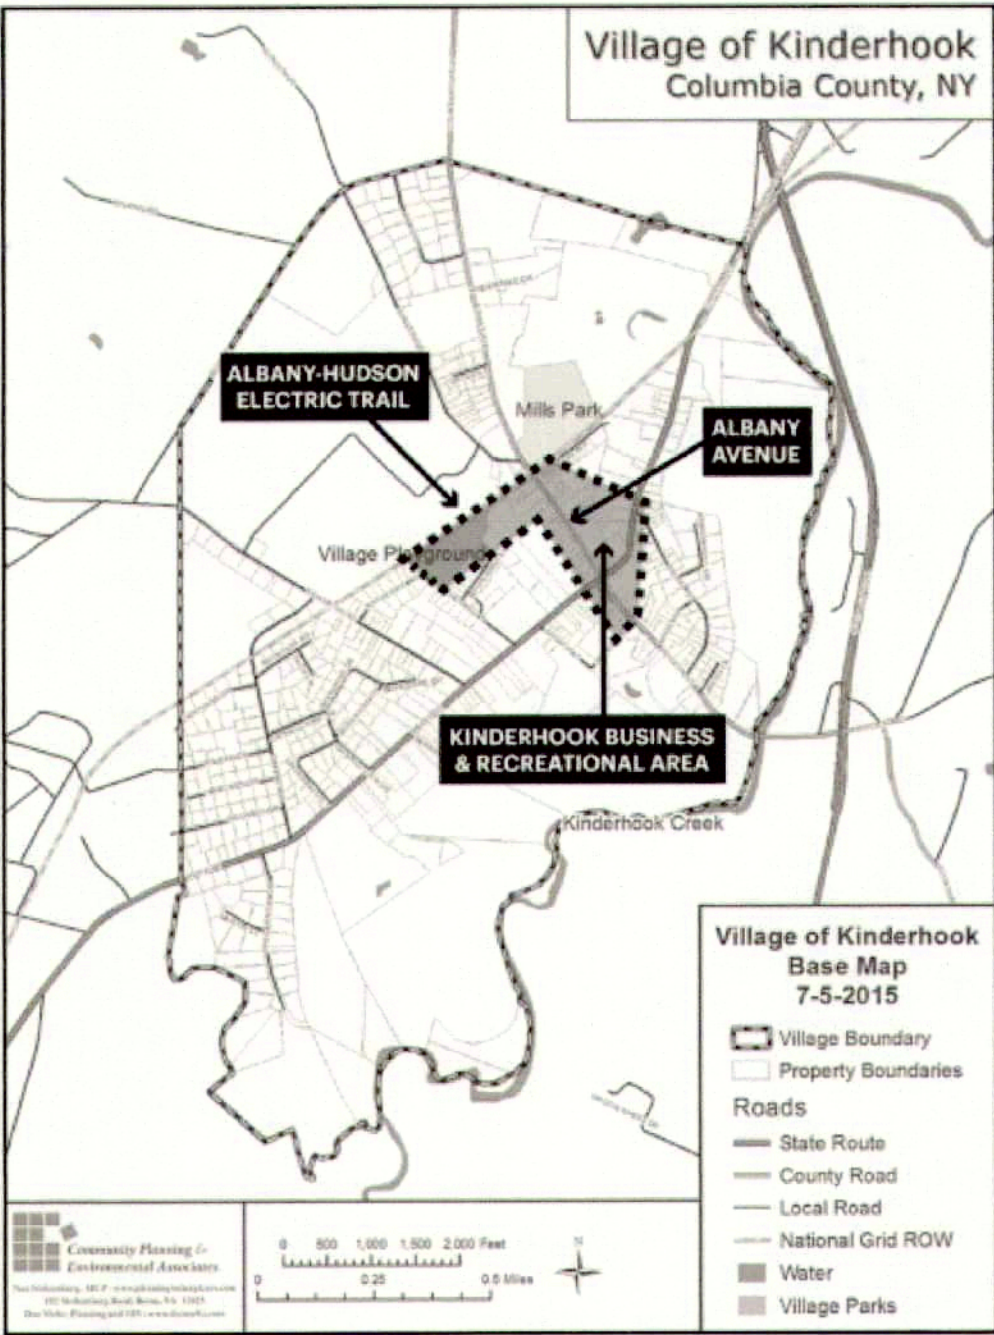 Village of Kinderhook
Columbia County, NY
ALBANY-HUDSON
ELECTRIC TRAIL
Mills Park
ALBANY
AVENUE
Village Playground
KINDERHOOK BUSINESS
& RECREATIONAL AREA
Kinderhook Creek
Village of Kinderhook
Base Map
7-5-2015
Village Boundary
Property Boundaries
Roads
State Route
County Road
Local Road
National Grid ROW
Water
Village Parks
Community Planning &
Environmental Associates
0 500 1,000 1,500 2,000 Feet
0 0.25 0.5 Miles
N